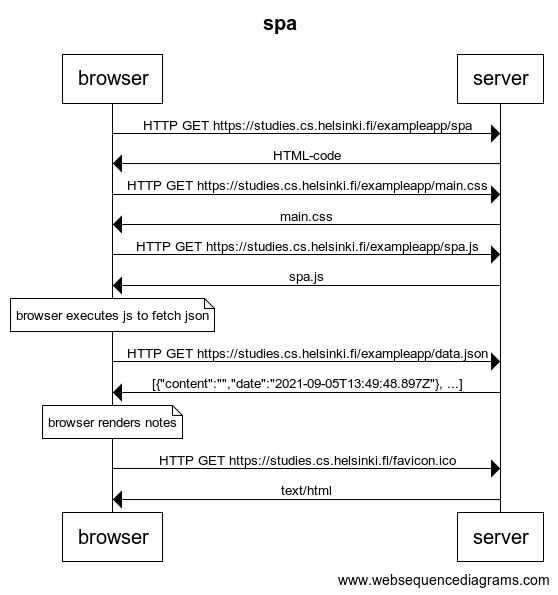 spa
browser
server
HTTP GET https://studies.cs.helsinki.fi/exampleapp/spa
HTML-code
HTTP GET https://studies.cs.helsinki.fi/exampleapp/main.css
main.css
HTTP GET https://studies.cs.helsinki.fi/exampleapp/spa.js
spa.js
browser executes js to fetch json
HTTP GET https://studies.cs.helsinki.fi/exampleapp/data.json
[{"content":"","date":"2021-09-05T13:49:48.897Z"}, ...]
browser renders notes
HTTP GET https://studies.cs.helsinki.fi/favicon.ico
text/html
browser
server
www.websequencediagrams.com